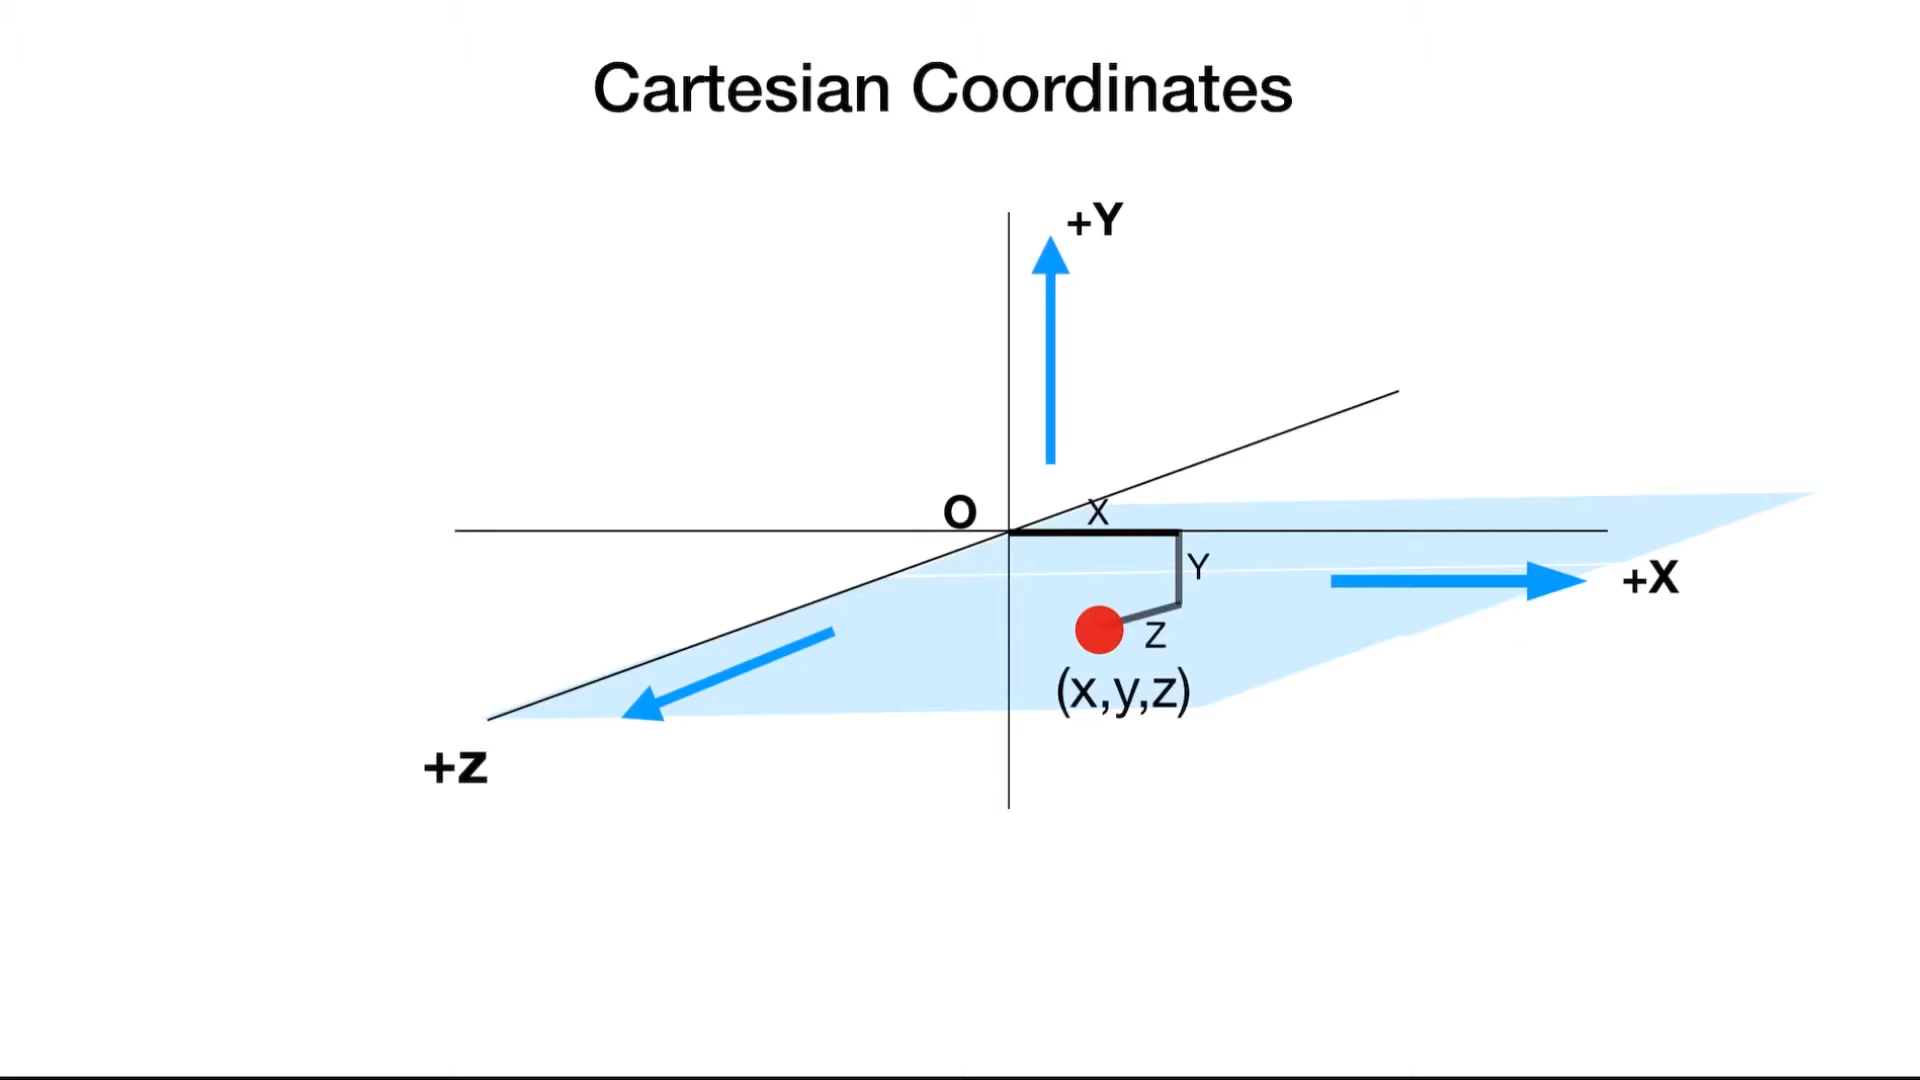 Cartesian Coordinates
+Y
O
X
Y
+X
Z
(x,y,z)
+Z